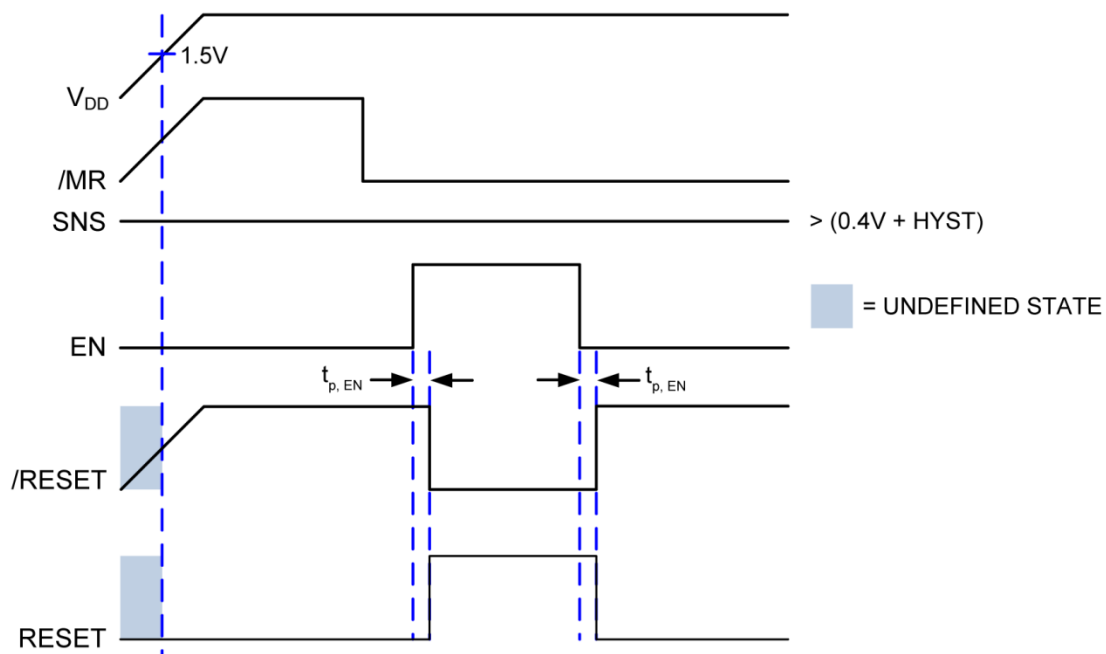 1.5V
VDD
/MR
SNS
> (0.4V + HYST)
= UNDEFINED STATE
EN
tp, EN
tp, EN
/RESET
RESET